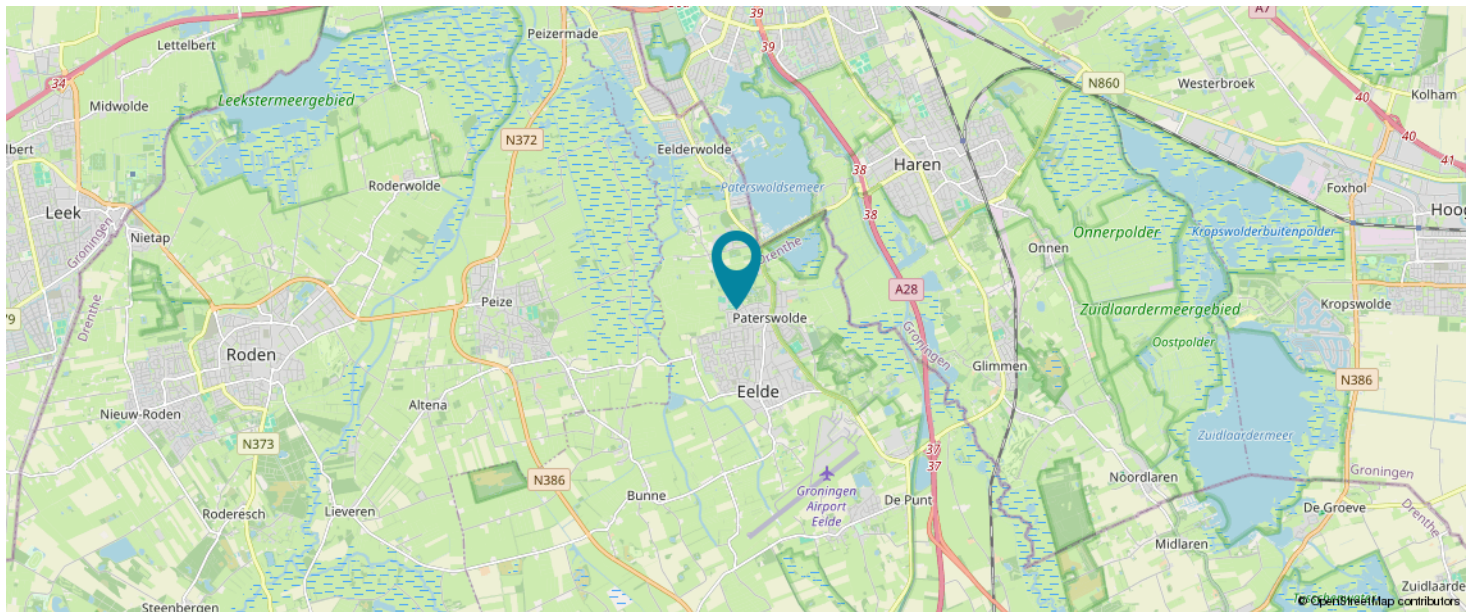 39
A7
Lettelbert
Peizermade
39
34
N860
Westerbroek
Kolham
Leekstermeergebied
Midwolde
40
N372
40
lbert
Eelderwolde
41
Haren
38
Roderwolde
Paterswoldsemeer
Foxhol
Leek
38
Hoog
Groningen
Nietap
Onnerpolder
Kropswolderbuitenpolder
Onnen
Drenthe
A28
Peize
Zuidlaardermeergebied
Kropswolde
79
Drenthe
Paterswolde
Groningen
Oostpolder
Roden
Glimmen
N386
Eelde
Altena
Nieuw-Roden
Zuidlaardermeer
N373
37
37
Groningen
N386
Noordlaren
Bunne
Groningen
Airport
Eelde
De Punt
Roderesch
Lieveren
De Groeve
Drenthe
Midlaren
Zuidlaarde
Steenbergen
© OpenStreetMap contributors